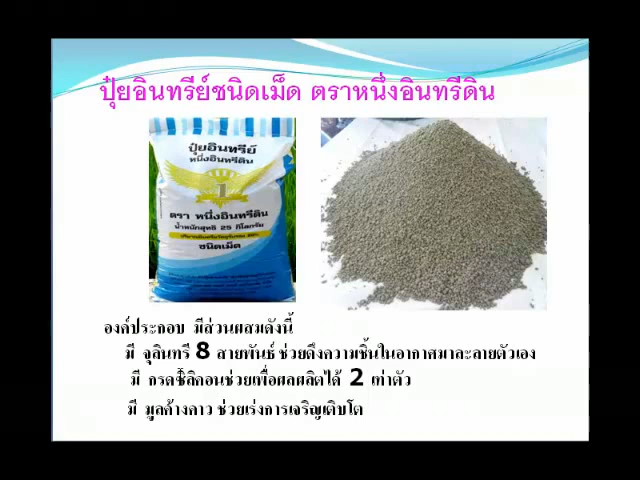 ปุ๋ยอินทรีย์ชนิดเม็ด ตราหนึ่งอินทรีดิน
ปุ๋ยอินทรีย์
หนึ่งอินทรีดิน
1
ตรา หนึ่งอินทรีดิน
น้ำหนักสุทธิ 25 กิโลกรัม
ชนิดเม็ด
องค์ประกอบ มีส่วนผสมดังนี้
มี จุลินทรี 8 สายพันธ์ ช่วยดึงความชื้นในอากาศมาละลายตัวเอง
มี กรดซิลิคอนช่วยเพื่อผลผลิตได้ 2 เท่าตัว
มี มูลค้างคาว ช่วยเร่งการเจริญเติบโต